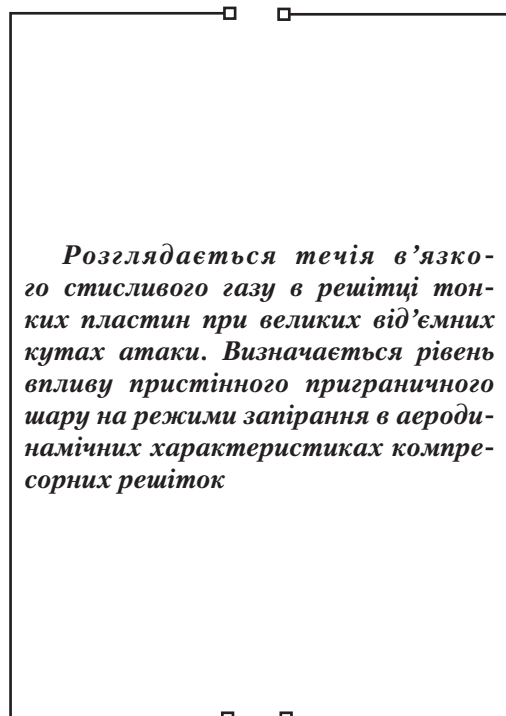 Розглядається течія в’язко-
го стисливого газу в решітці тон-
ких пластин при великих від’ємних
кутах атаки. Визначається рівень
впливу пристінного приграничного
шару на режими запірання в аероди-
намічних характеристиках компре-
сорних решіток